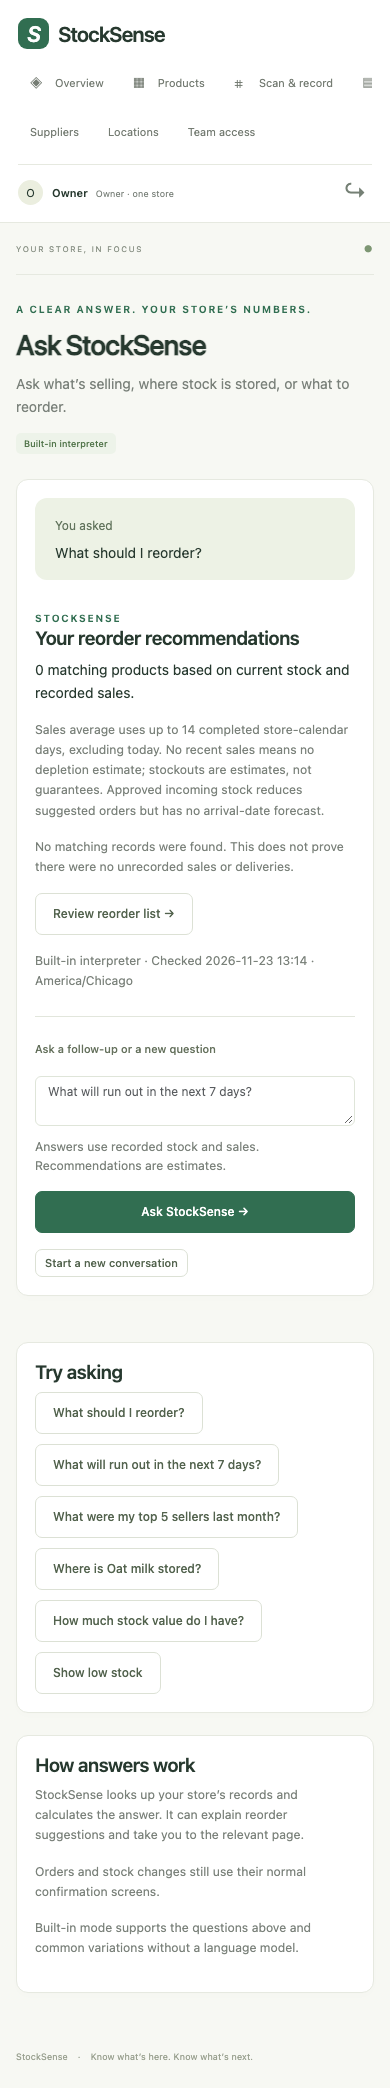 S StockSense
Overview Products Scan & record
Suppliers Locations Team access
O Owner Owner · one store
YOUR STORE, IN FOCUS
A CLEAR ANSWER. YOUR STORE'S NUMBERS.
Ask StockSense
Ask what's selling, where stock is stored, or what to
reorder.
Built-in interpreter
You asked
What should I reorder?
STOCKSENSE
Your reorder recommendations
0 matching products based on current stock and
recorded sales.
Sales average uses up to 14 completed store-calendar
days, excluding today. No recent sales means no
depletion estimate; stockouts are estimates, not
guarantees. Approved incoming stock reduces
suggested orders but has no arrival-date forecast.
No matching records were found. This does not prove
there were no unrecorded sales or deliveries.
Review reorder list →
Built-in interpreter · Checked 2026-11-23 13:14 ·
America/Chicago
Ask a follow-up or a new question
What will run out in the next 7 days?
Answers use recorded stock and sales.
Recommendations are estimates.
Ask StockSense →
Start a new conversation
Try asking
What should I reorder?
What will run out in the next 7 days?
What were my top 5 sellers last month?
Where is Oat milk stored?
How much stock value do I have?
Show low stock
How answers work
StockSense looks up your store's records and
calculates the answer. It can explain reorder
suggestions and take you to the relevant page.
Orders and stock changes still use their normal
confirmation screens.
Built-in mode supports the questions above and
common variations without a language model.
StockSense · Know what's here. Know what's next.